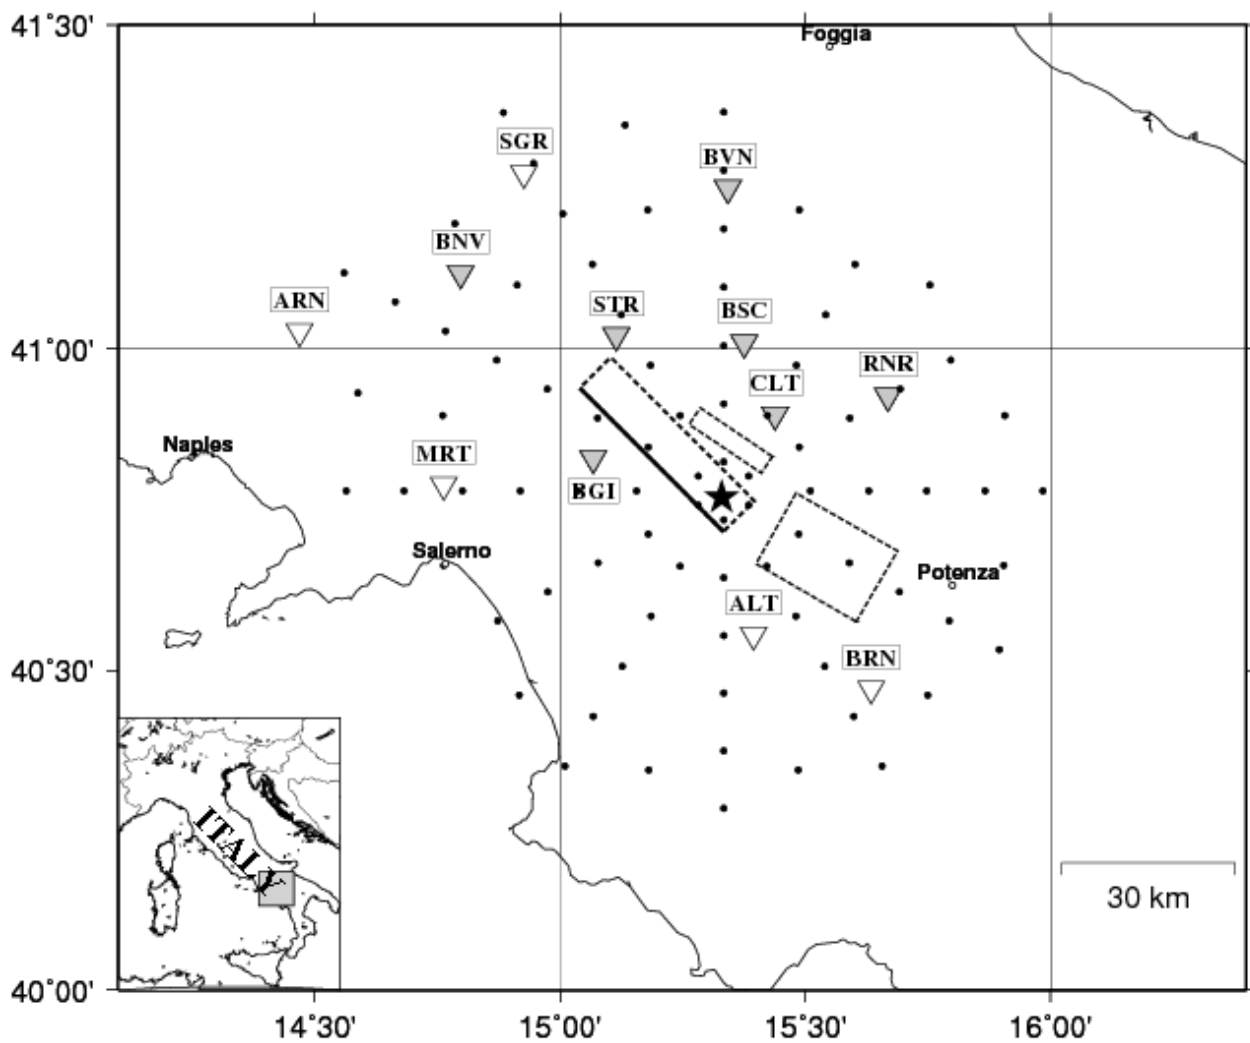 41°30'
Foggia
SGR
BVN
BNV
ARN
STR
BSC
41°00'
RNR
CLT
Naples
MRT
BGI
Salerno
Potenza
ALT
BRN
40°30'
ITALY
30 km
40°00'
14°30'
15°00'
15°30'
16°00'